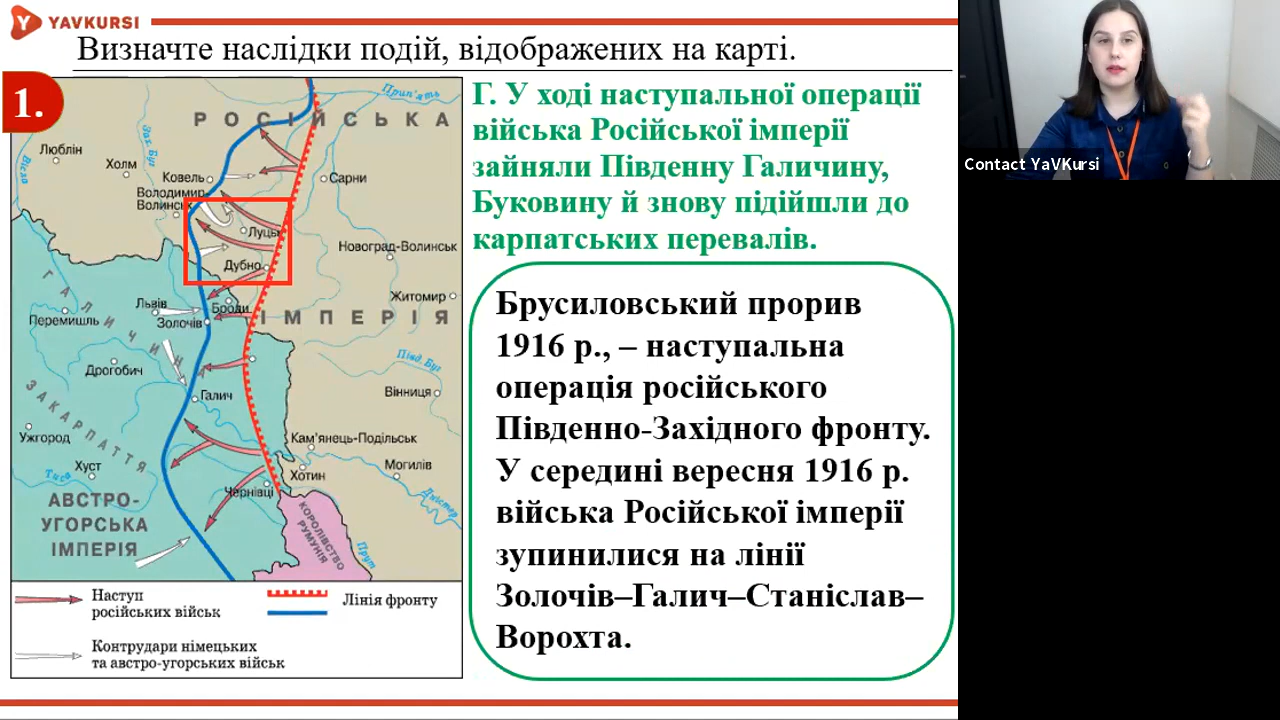 YAVKURSI
Визначте наслідки подій, відображених на карті.
1.
Г. У ході наступальної операції
війська Російської імперії
зайняли Південну Галичину,
Буковину й знову підійшли до
карпатських перевалів.
Брусиловський прорив
1916 р., – наступальна
операція російського
Південно-Західного фронту.
У середині вересня 1916 р.
війська Російської імперії
зупинилися на лінії
Золочів–Галич–Станіслав–
Ворохта.
Contact YaVKursi
Прип'ять
РОСІЙСЬКА
Зах. Буг
Вісла
Люблін
Холм
Ковель
Сарни
Володимир-
Волинськ
Луцьк
Новоград-Волинськ
Дубно
ГАЛИЧИНА
Житомир
Львів
Броди
Перемишль
Золочів
ІМПЕРІЯ
Півд. Буг
Дрогобич
Вінниця
ЗАКАРПАТТЯ
Галич
Ужгород
Кам'янець-Подільськ
Могилів
Хуст
Хотин
Тиса
Чернівці
Дністер
АВСТРО-
УГОРСЬКА
ІМПЕРІЯ
КОРОЛІВСТВО
РУМУНІЯ
Прут
Наступ
російських військ
Лінія фронту
Контрудари німецьких
та австро-угорських військ